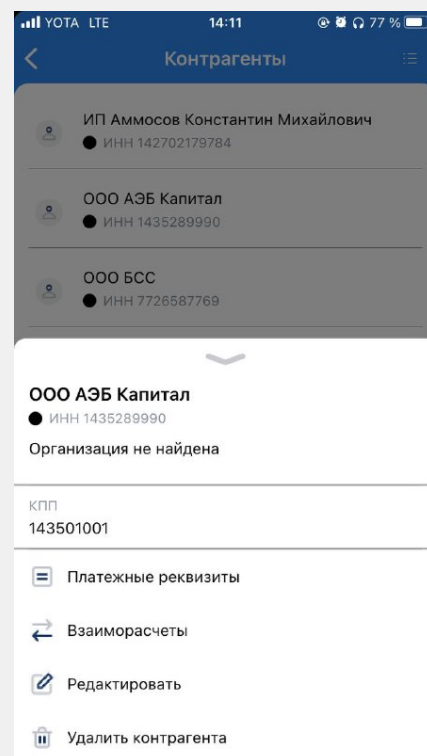 YOTA LTE 14:11 77 %
Контрагенты
ИП Аммосов Константин Михайлович
ИНН 142702179784
ООО АЭБ Капитал
ИНН 1435289990
ООО БСС
ИНН 7726587769
ООО АЭБ Капитал
ИНН 1435289990
Организация не найдена
КПП
143501001
Платежные реквизиты
Взаиморасчеты
Редактировать
Удалить контрагента